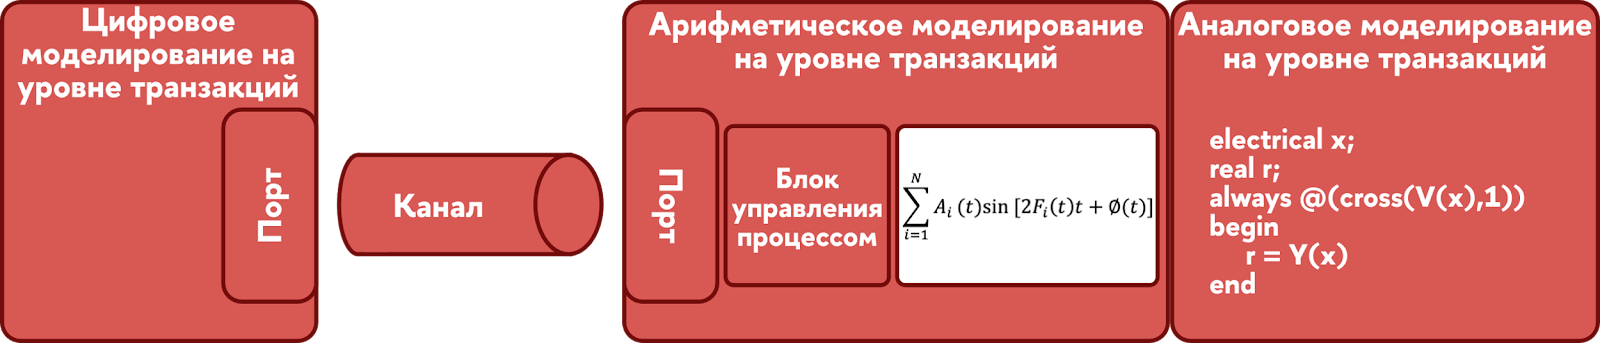 Цифровое
моделирование на
уровне транзакций
Порт
Канал
Арифметическое моделирование
на уровне транзакций
Порт
Блок
управления
процессом
N
∑ Aᵢ (t)sin [2Fᵢ(t)t + Ø(t)]
i=1
Аналоговое моделирование
на уровне транзакций
electrical x;
real r;
always @(cross(V(x),1))
begin
r = Y(x)
end